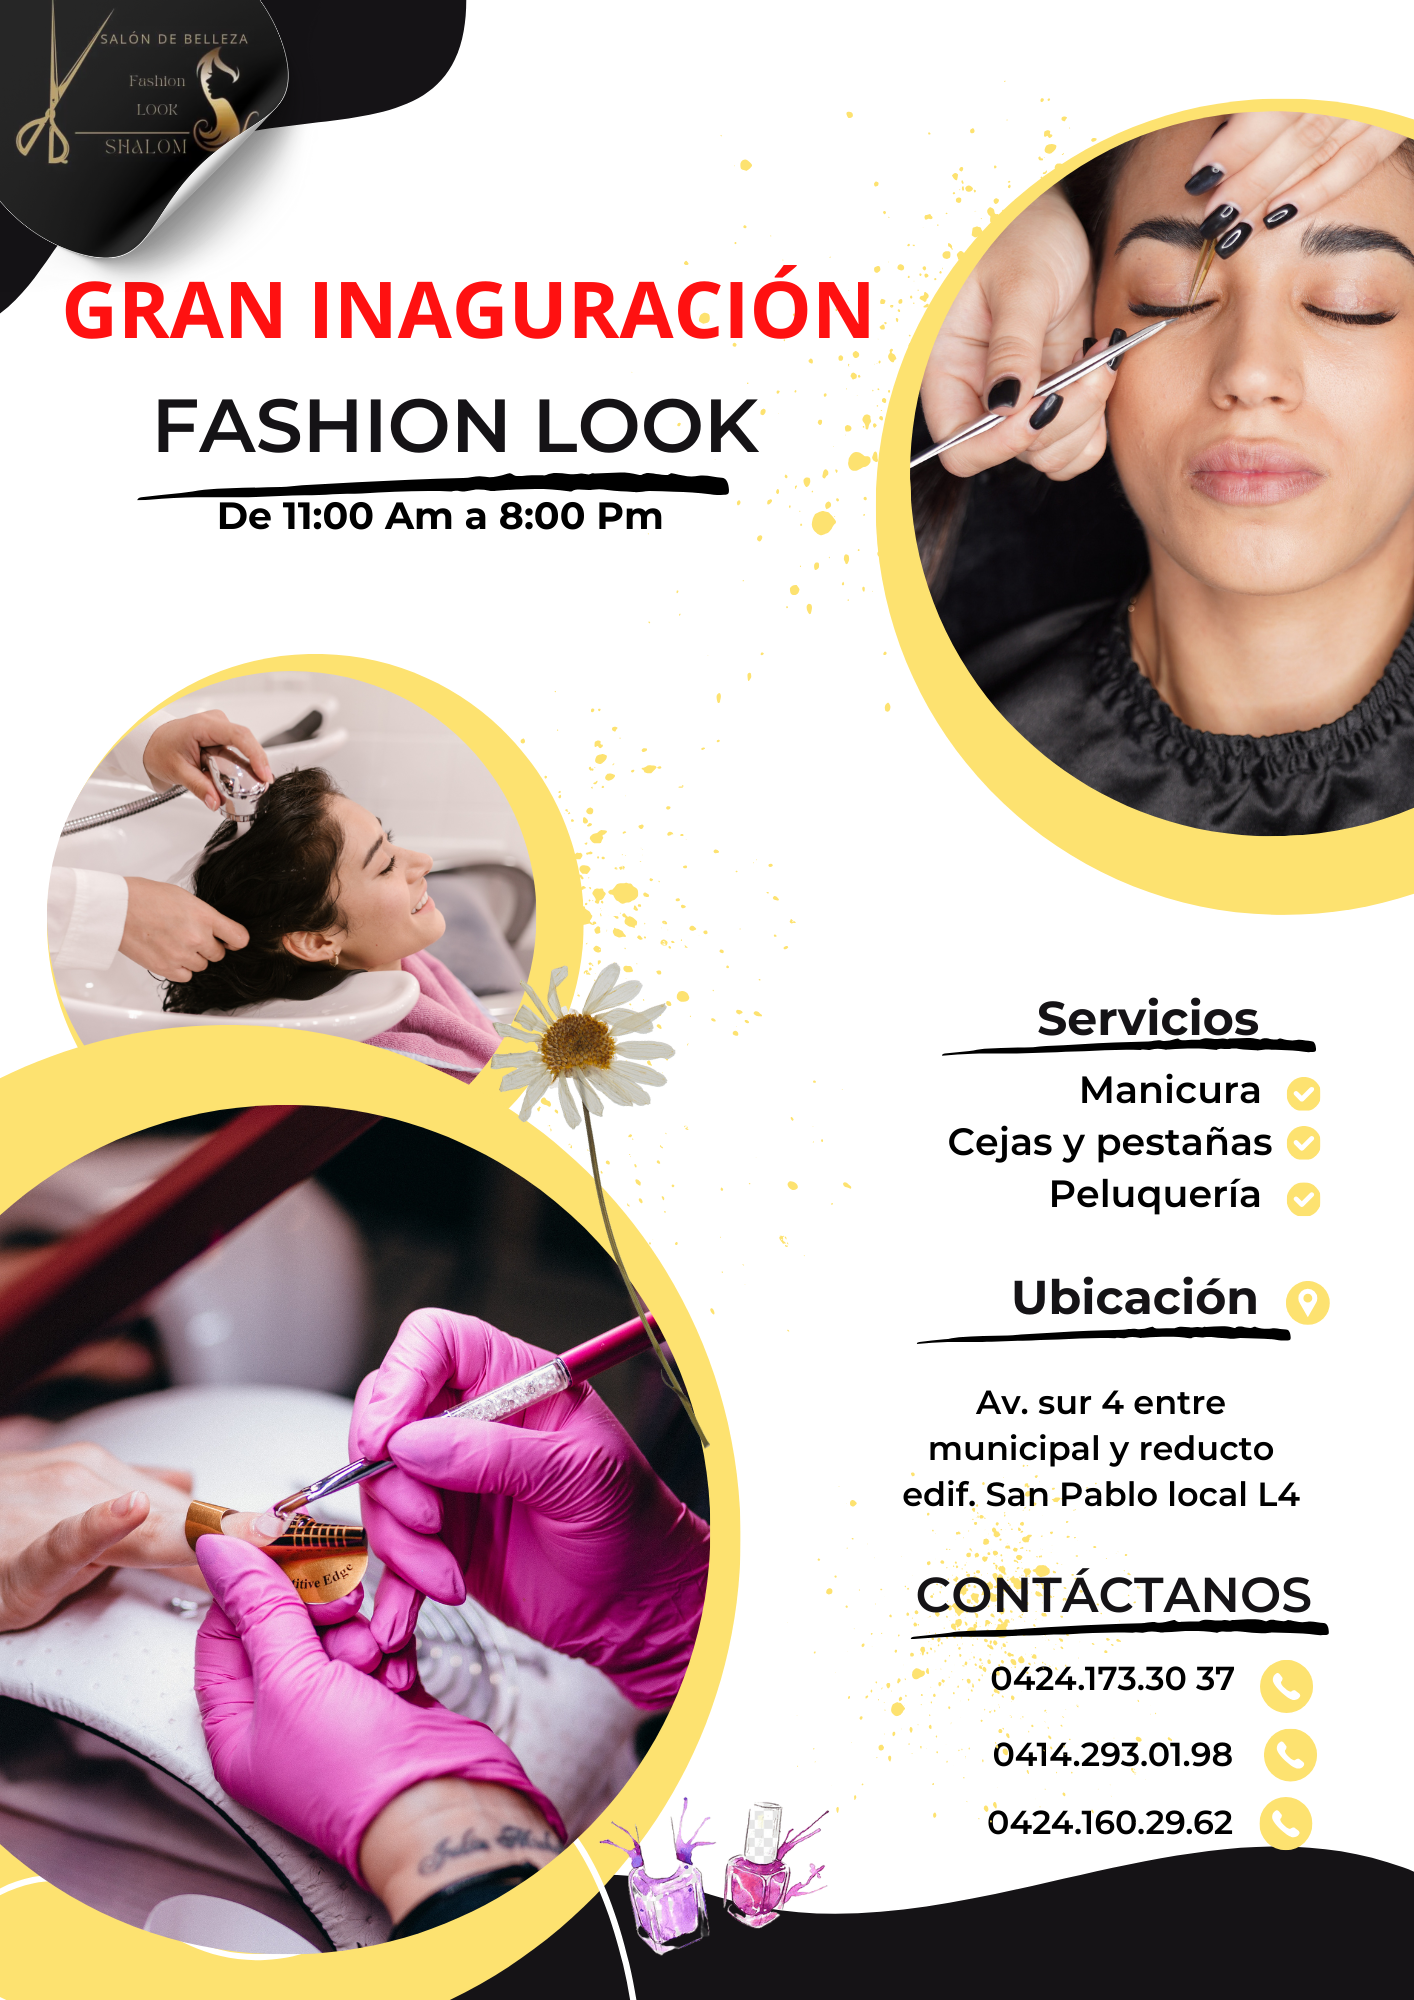 SALÓN DE BELLEZA
Fashion
LOOK
SHALOM
GRAN INAGURACIÓN
FASHION LOOK
De 11:00 Am a 8:00 Pm
Servicios
Manicura
Cejas y pestañas
Peluquería
Ubicación
Av. sur 4 entre
municipal y reducto
edif. San Pablo local L4
CONTÁCTANOS
0424.173.30 37
0414.293.01.98
0424.160.29.62
Edge